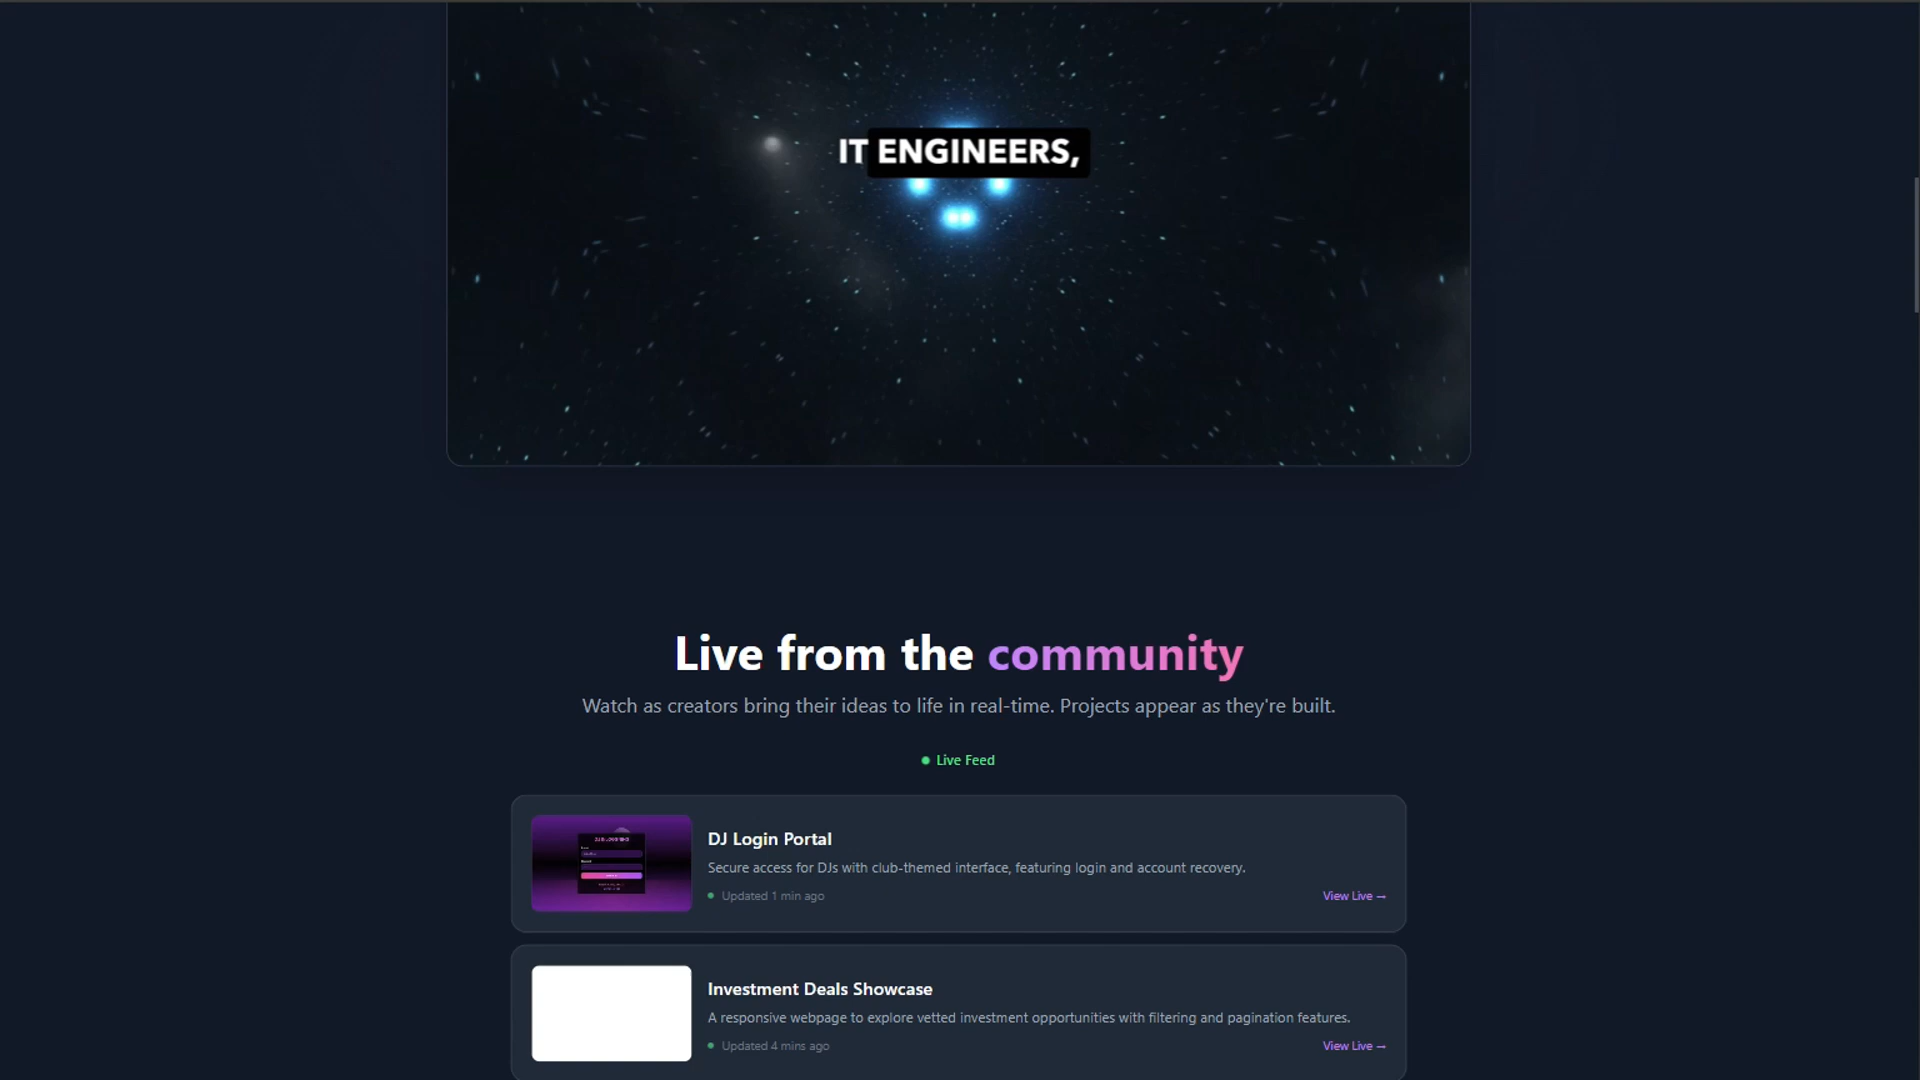 IT ENGINEERS,
Live from the community
Watch as creators bring their ideas to life in real-time. Projects appear as they're built.
Live Feed
DJ Login Portal
Secure access for DJs with club-themed interface, featuring login and account recovery.
Updated 1 min ago
View Live →
Investment Deals Showcase
A responsive webpage to explore vetted investment opportunities with filtering and pagination features.
Updated 4 mins ago
View Live →